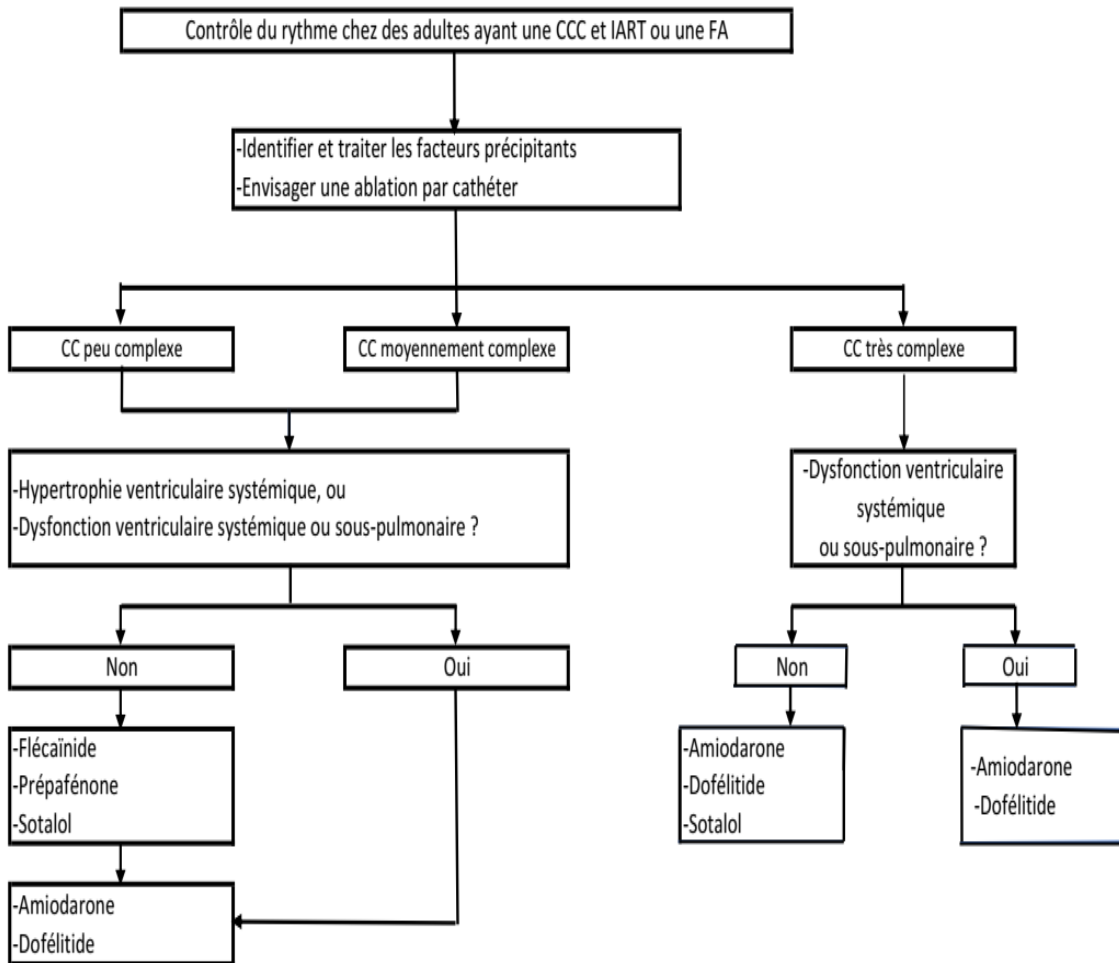 Contrôle du rythme chez des adultes ayant une CCC et IART ou une FA
-Identifier et traiter les facteurs précipitants
-Envisager une ablation par cathéter
CC peu complexe
CC moyennement complexe
CC très complexe
-Hypertrophie ventriculaire systémique, ou
-Dysfonction ventriculaire systémique ou sous-pulmonaire ?
-Dysfonction ventriculaire
systémique
ou sous-pulmonaire ?
Non
Oui
Non
Oui
-Flécaïnide
-Prépafénone
-Sotalol
-Amiodarone
-Dofélitide
-Sotalol
-Amiodarone
-Dofélitide
-Amiodarone
-Dofélitide